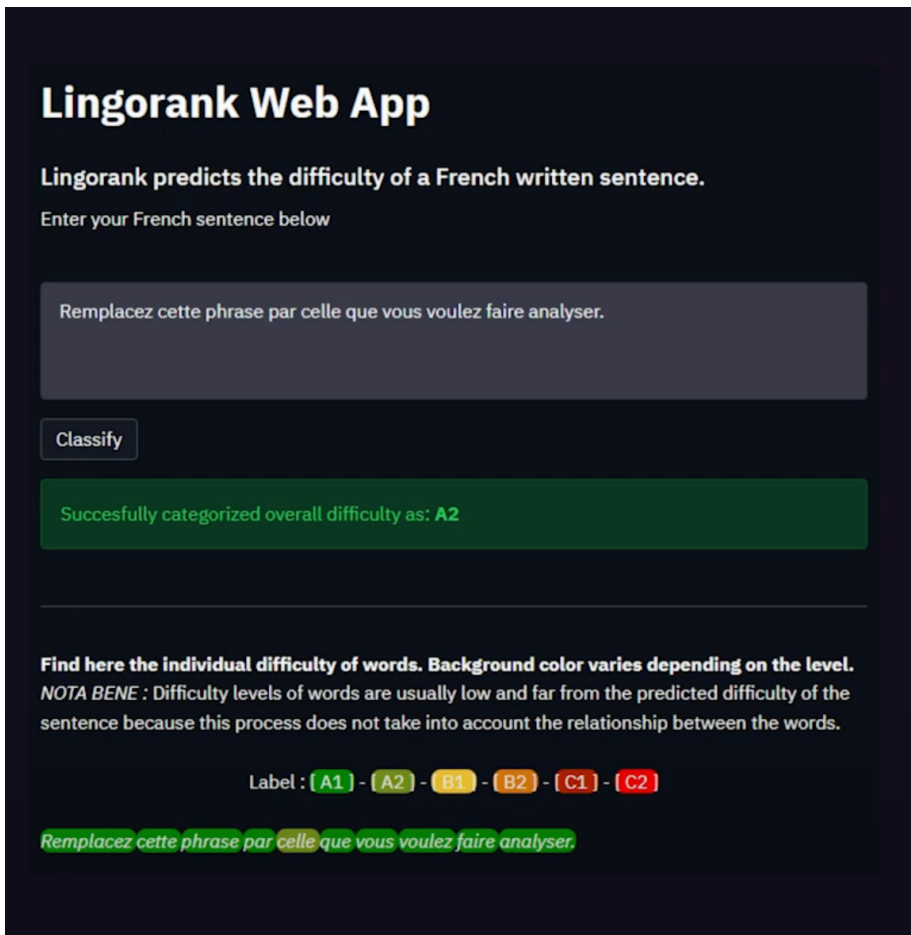 Lingorank Web App
Lingorank predicts the difficulty of a French written sentence.
Enter your French sentence below
Remplacez cette phrase par celle que vous voulez faire analyser.
Classify
Succesfully categorized overall difficulty as: A2
Find here the individual difficulty of words. Background color varies depending on the level.
NOTA BENE : Difficulty levels of words are usually low and far from the predicted difficulty of the
sentence because this process does not take into account the relationship between the words.
Label : [ A1 ] - [ A2 ] - [ B1 ] - [ B2 ] - [ C1 ] - [ C2 ]
Remplacez cette phrase par celle que vous voulez faire analyser.